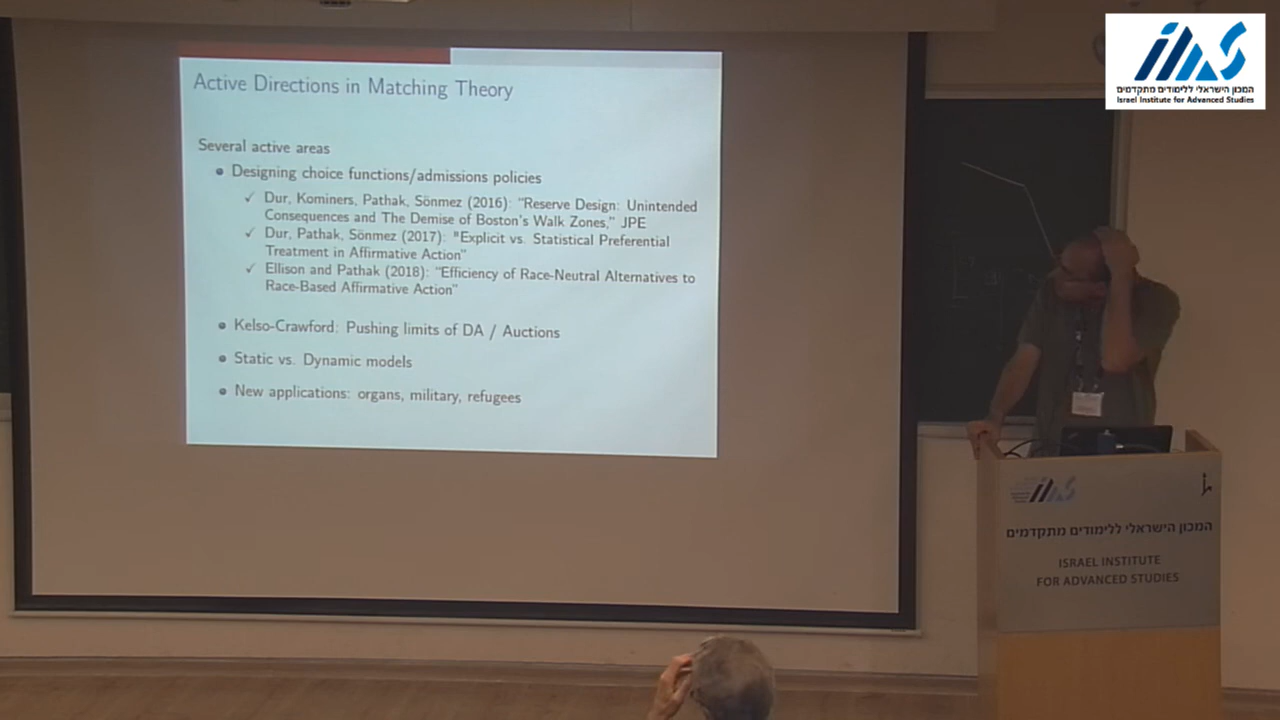 Active Directions in Matching Theory
Several active areas
Designing choice functions/admissions policies
✓ Dur, Kominers, Pathak, Sönmez (2016): "Reserve Design: Unintended
Consequences and The Demise of Boston's Walk Zones," JPE
✓ Dur, Pathak, Sönmez (2017): "Explicit vs. Statistical Preferential
Treatment in Affirmative Action"
✓ Ellison and Pathak (2018): "Efficiency of Race-Neutral Alternatives to
Race-Based Affirmative Action"
Kelso-Crawford: Pushing limits of DA / Auctions
Static vs. Dynamic models
New applications: organs, military, refugees
המכון הישראלי ללימודים מתקדמים
Israel Institute for Advanced Studies
המכון הישראלי ללימודים מתקדמים
ISRAEL INSTITUTE
FOR ADVANCED STUDIES